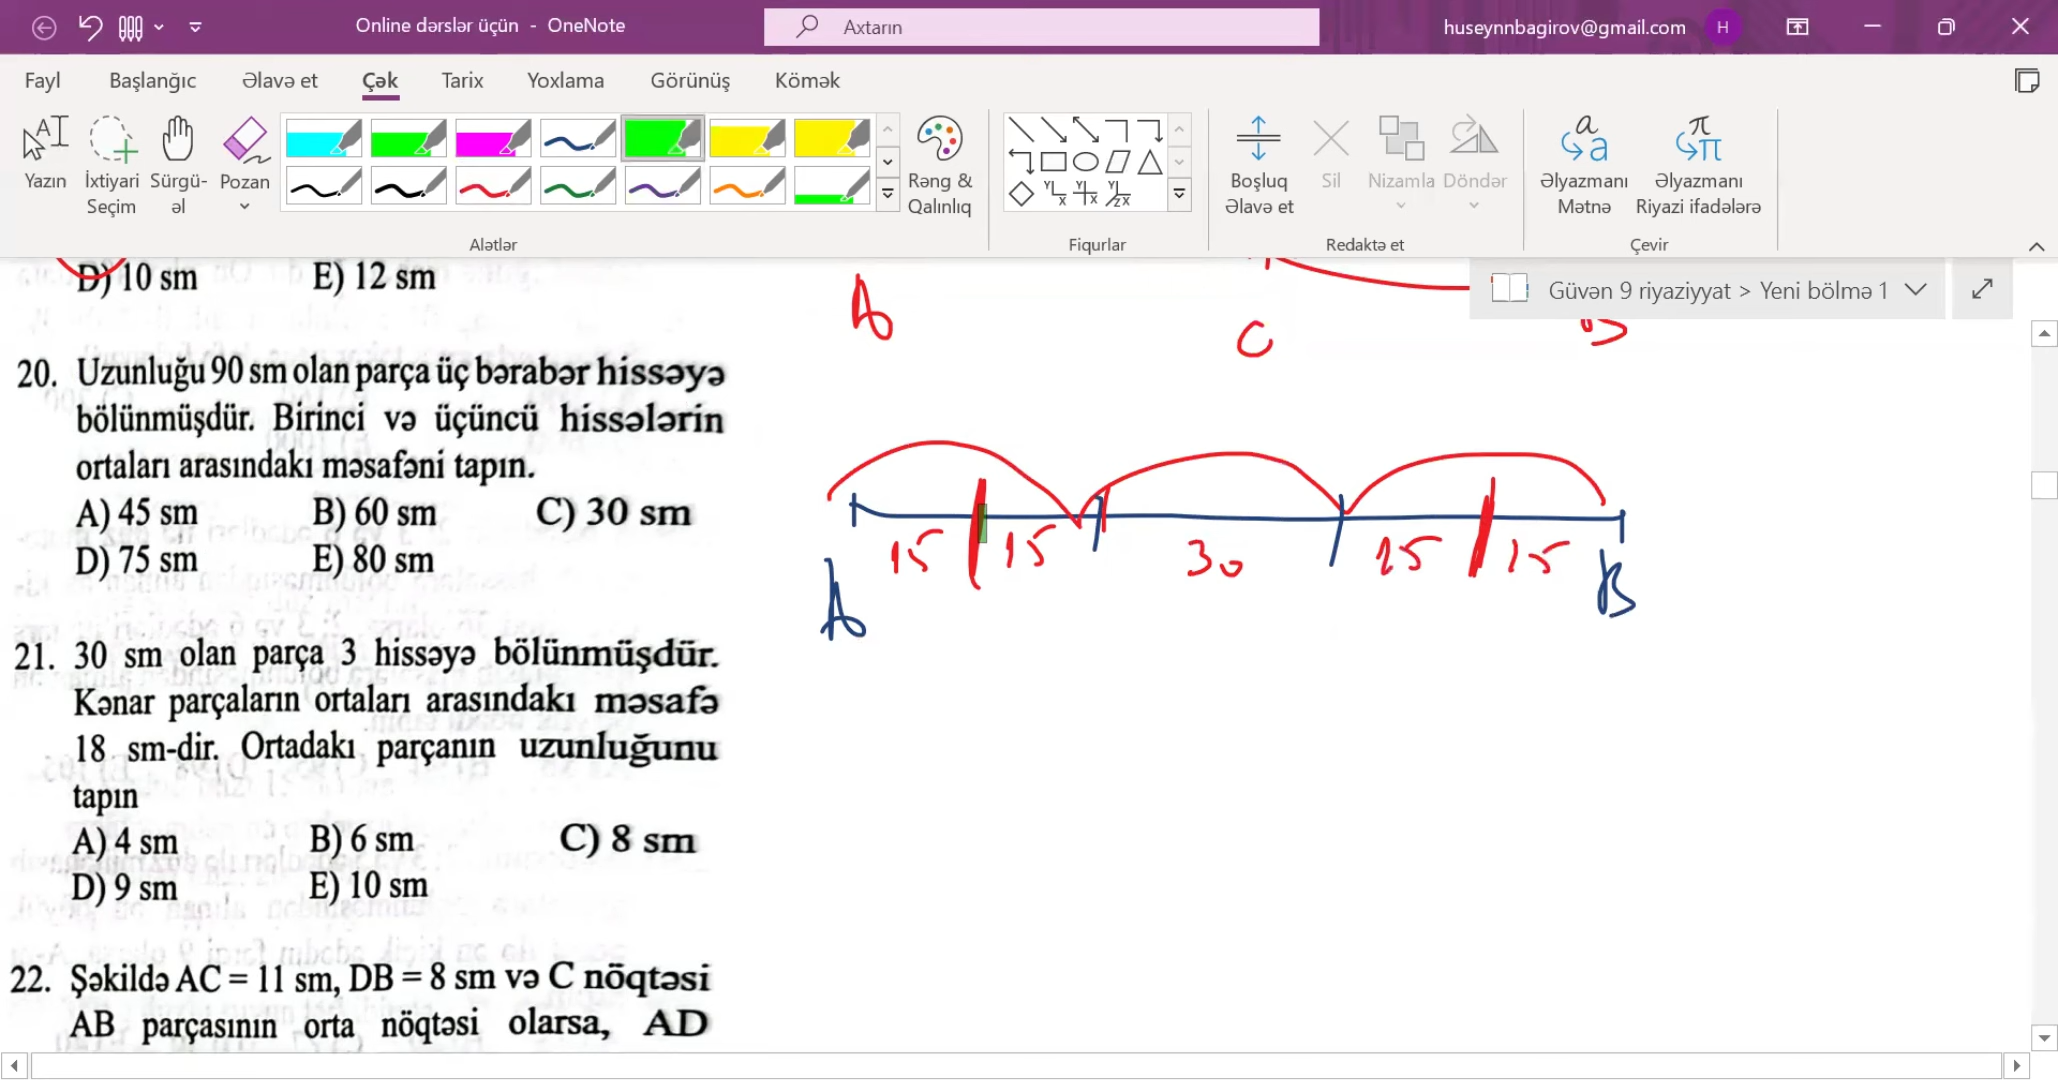 Online dərslər üçün - OneNote
Axtarın
huseynnbagirov@gmail.com
H
Fayl Başlanğıc Əlavə et Çək Tarix Yoxlama Görünüş Kömək
Yazın
İxtiyari Seçim
Sürgü-əl
Pozan
Rəng & Qalınlıq
Boşluq Əlavə et
Sil
Nizamla
Döndər
Əlyazmanı Mətnə
Əlyazmanı Riyazi ifadələrə
Alətlər
Fiqurlar
Redaktə et
Çevir
Güvən 9 riyaziyyat > Yeni bölmə 1
D) 10 sm E) 12 sm
A C B
20. Uzunluğu 90 sm olan parça üç bərabər hissəyə
bölünmüşdür. Birinci və üçüncü hissələrin
ortaları arasındakı məsafəni tapın.
A) 45 sm B) 60 sm C) 30 sm
D) 75 sm E) 80 sm
15 15 30 15 15
A B
21. 30 sm olan parça 3 hissəyə bölünmüşdür.
Kənar parçaların ortaları arasındakı məsafə
18 sm-dir. Ortadakı parçanın uzunluğunu
tapın
A) 4 sm B) 6 sm C) 8 sm
D) 9 sm E) 10 sm
22. Şəkildə AC = 11 sm, DB = 8 sm və C nöqtəsi
AB parçasının orta nöqtəsi olarsa, AD